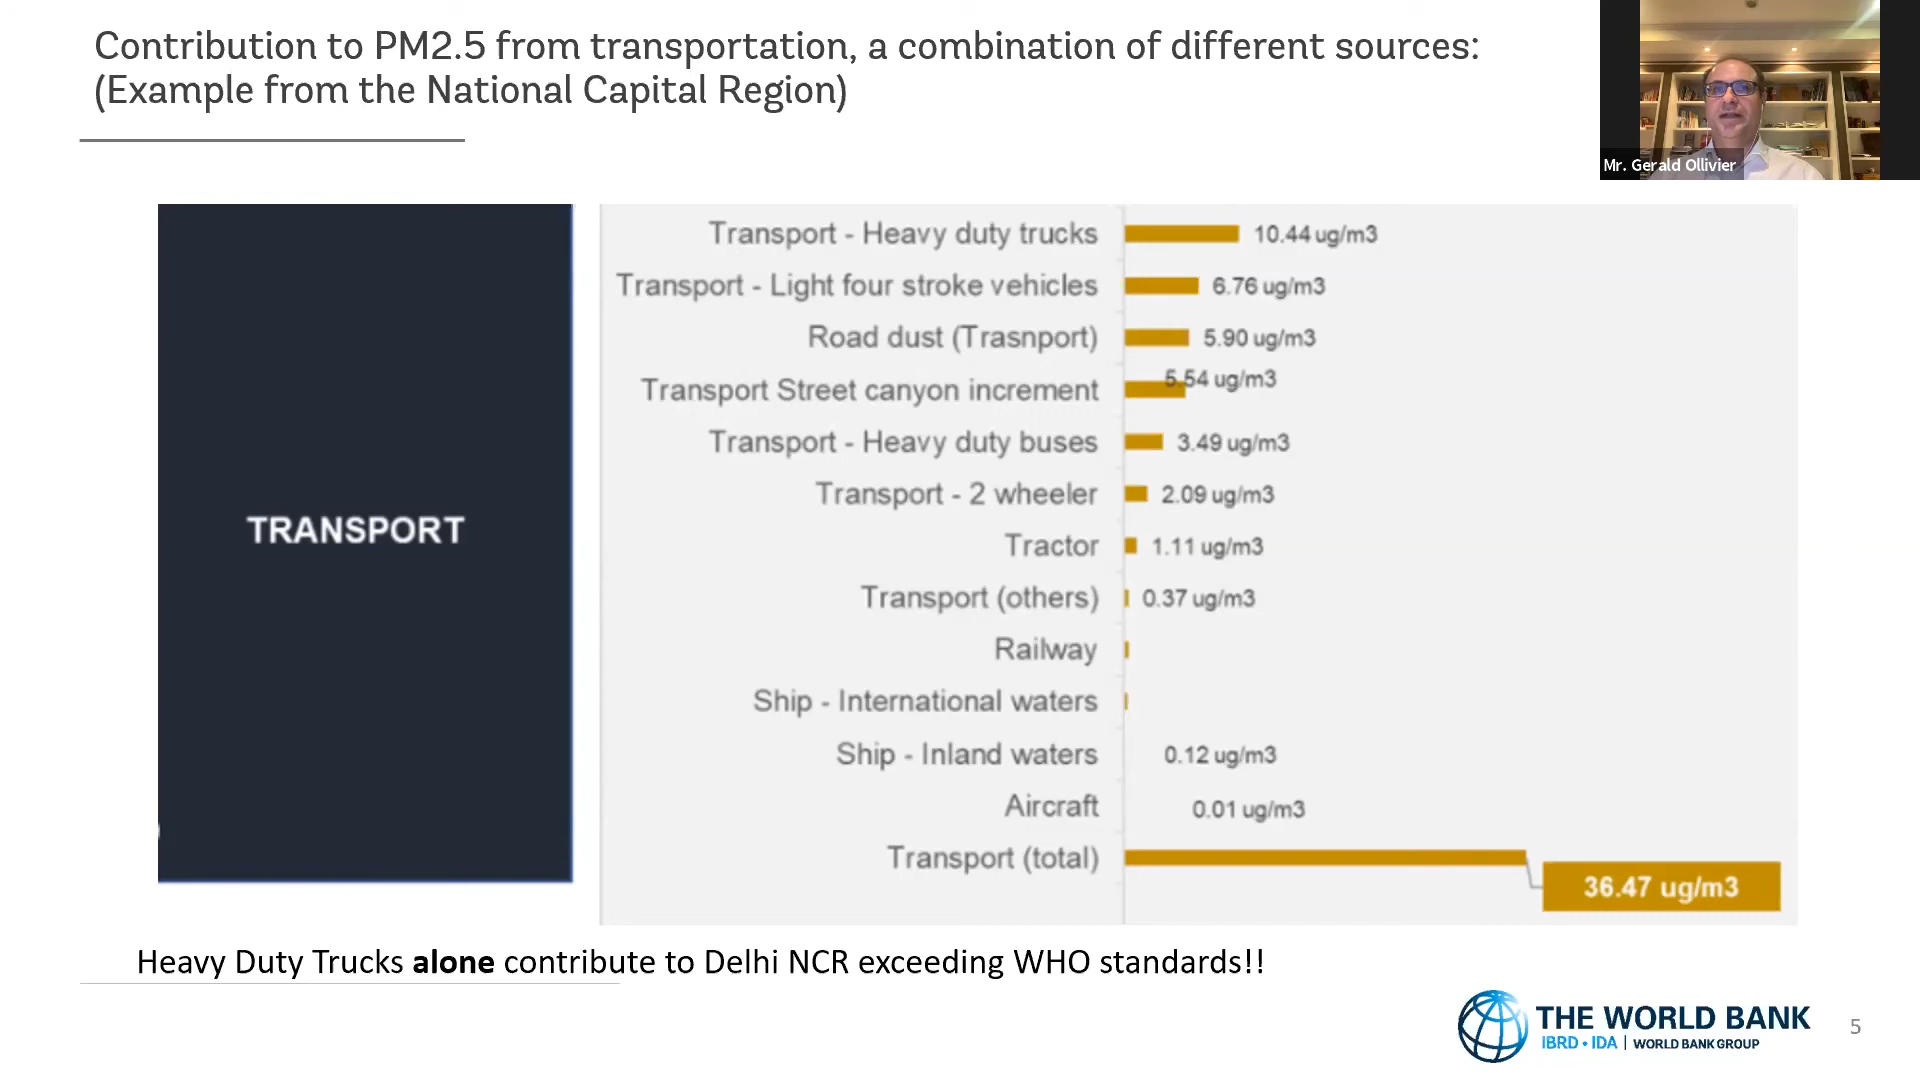 Contribution to PM2.5 from transportation, a combination of different sources:
(Example from the National Capital Region)
Mr. Gerald Ollivier
TRANSPORT
Transport - Heavy duty trucks 10.44 ug/m3
Transport - Light four stroke vehicles 6.76 ug/m3
Road dust (Trasnport) 5.90 ug/m3
Transport Street canyon increment 5.54 ug/m3
Transport - Heavy duty buses 3.49 ug/m3
Transport - 2 wheeler 2.09 ug/m3
Tractor 1.11 ug/m3
Transport (others) 0.37 ug/m3
Railway
Ship - International waters
Ship - Inland waters 0.12 ug/m3
Aircraft 0.01 ug/m3
Transport (total) 36.47 ug/m3
Heavy Duty Trucks alone contribute to Delhi NCR exceeding WHO standards!!
THE WORLD BANK
IBRD • IDA | WORLD BANK GROUP
5